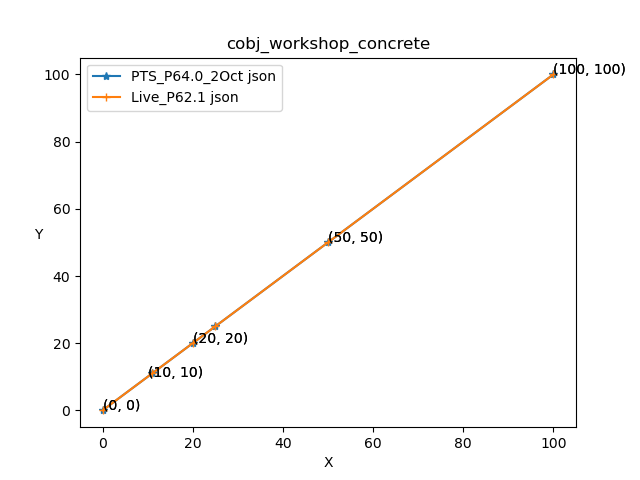 cobj_workshop_concrete
PTS_P64.0_2Oct json
Live_P62.1 json
100
80
60
40
20
0
Y
(100, 100)
(50, 50)
(20, 20)
(10, 10)
(0, 0)
0 20 40 60 80 100
X